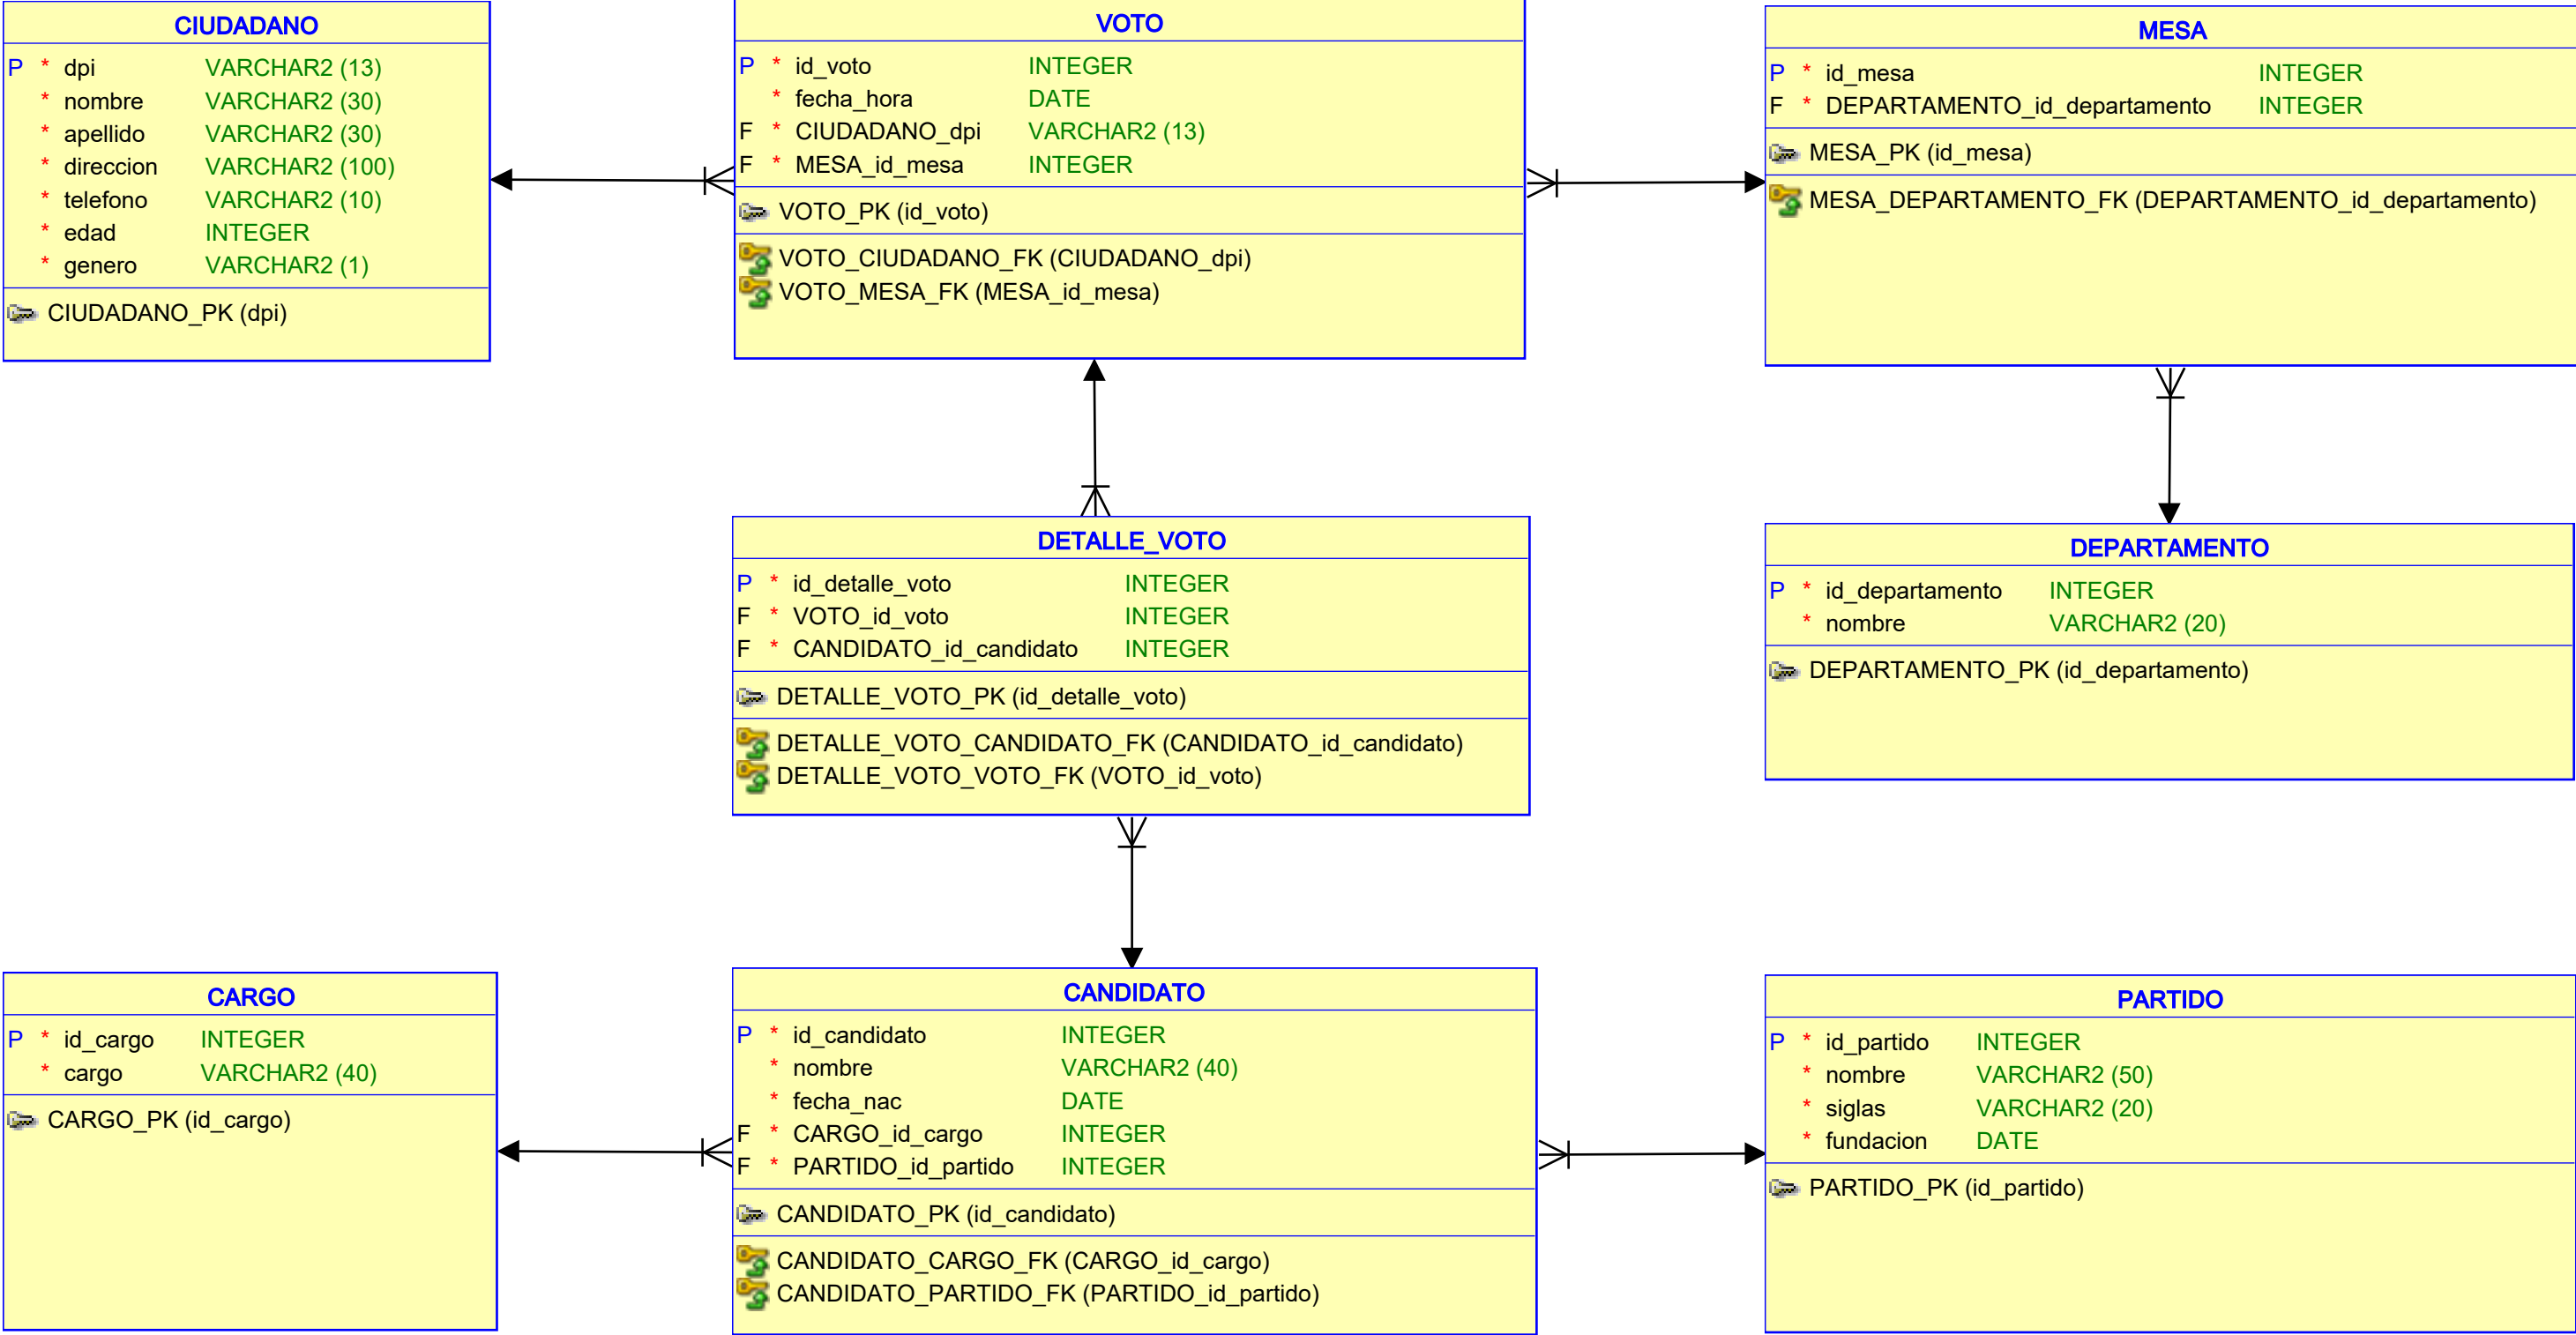 CIUDADANO
P * dpi VARCHAR2 (13)
* nombre VARCHAR2 (30)
* apellido VARCHAR2 (30)
* direccion VARCHAR2 (100)
* telefono VARCHAR2 (10)
* edad INTEGER
* genero VARCHAR2 (1)
CIUDADANO_PK (dpi)
VOTO
P * id_voto INTEGER
* fecha_hora DATE
F * CIUDADANO_dpi VARCHAR2 (13)
F * MESA_id_mesa INTEGER
VOTO_PK (id_voto)
VOTO_CIUDADANO_FK (CIUDADANO_dpi)
VOTO_MESA_FK (MESA_id_mesa)
MESA
P * id_mesa INTEGER
F * DEPARTAMENTO_id_departamento INTEGER
MESA_PK (id_mesa)
MESA_DEPARTAMENTO_FK (DEPARTAMENTO_id_departamento)
DETALLE_VOTO
P * id_detalle_voto INTEGER
F * VOTO_id_voto INTEGER
F * CANDIDATO_id_candidato INTEGER
DETALLE_VOTO_PK (id_detalle_voto)
DETALLE_VOTO_CANDIDATO_FK (CANDIDATO_id_candidato)
DETALLE_VOTO_VOTO_FK (VOTO_id_voto)
DEPARTAMENTO
P * id_departamento INTEGER
* nombre VARCHAR2 (20)
DEPARTAMENTO_PK (id_departamento)
CARGO
P * id_cargo INTEGER
* cargo VARCHAR2 (40)
CARGO_PK (id_cargo)
CANDIDATO
P * id_candidato INTEGER
* nombre VARCHAR2 (40)
* fecha_nac DATE
F * CARGO_id_cargo INTEGER
F * PARTIDO_id_partido INTEGER
CANDIDATO_PK (id_candidato)
CANDIDATO_CARGO_FK (CARGO_id_cargo)
CANDIDATO_PARTIDO_FK (PARTIDO_id_partido)
PARTIDO
P * id_partido INTEGER
* nombre VARCHAR2 (50)
* siglas VARCHAR2 (20)
* fundacion DATE
PARTIDO_PK (id_partido)